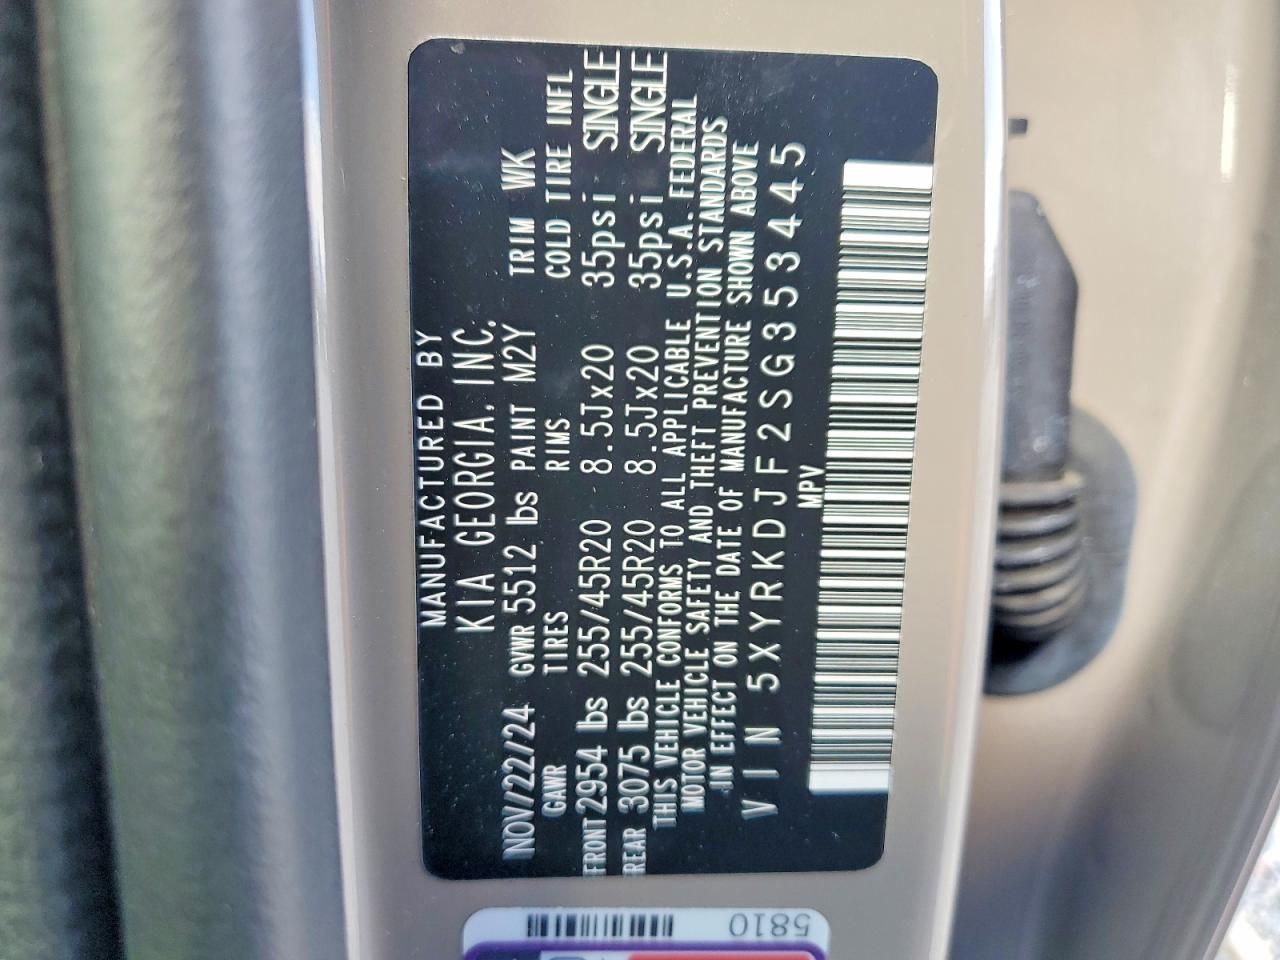 MANUFACTURED BY
KIA GEORGIA, INC.
NOV/22/24 GVWR 5512 lbs PAINT M2Y TRIM WK
GAWR TIRES RIMS COLD TIRE INFL
FRONT 2954 lbs 255/45R20 8.5Jx20 35psi SINGLE
REAR 3075 lbs 255/45R20 8.5Jx20 35psi SINGLE
THIS VEHICLE CONFORMS TO ALL APPLICABLE U.S.A. FEDERAL
MOTOR VEHICLE SAFETY AND THEFT PREVENTION STANDARDS
IN EFFECT ON THE DATE OF MANUFACTURE SHOWN ABOVE
VIN 5XYRKDJF2SG353445
MPV
5810